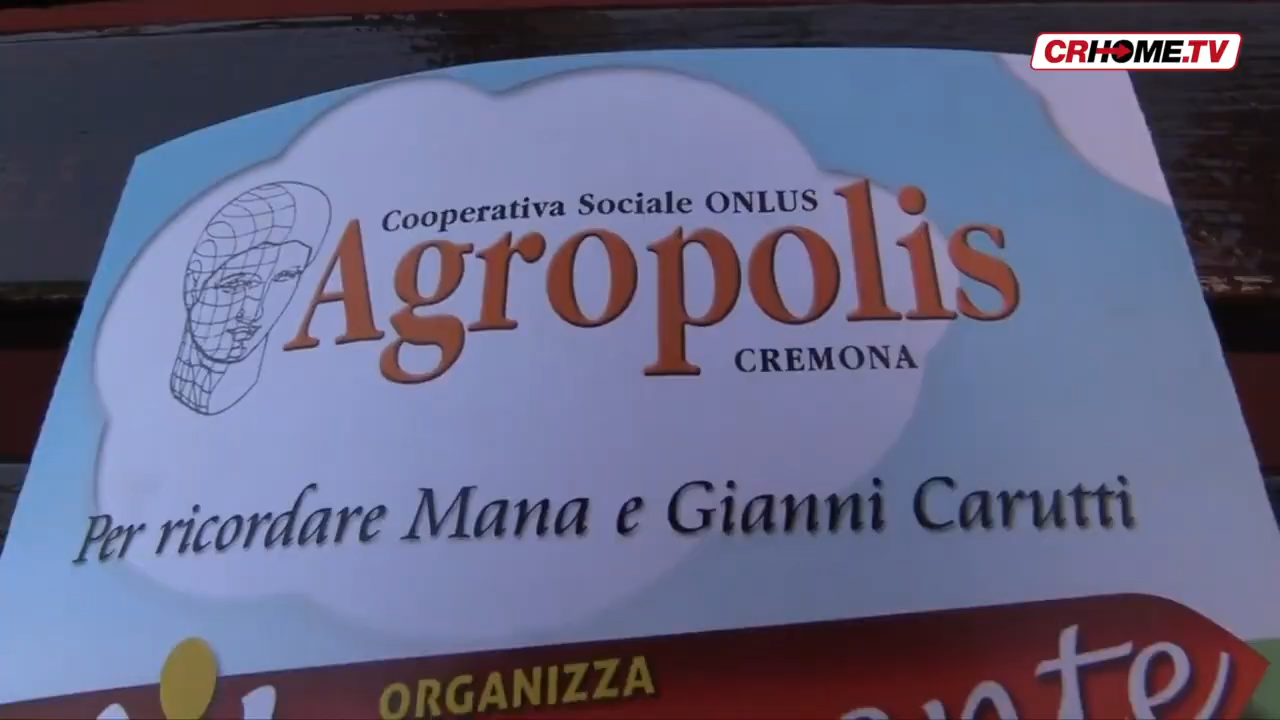 CRHOME.TV
Cooperativa Sociale ONLUS
Agropolis
CREMONA
Per ricordare Mana e Gianni Carutti
ORGANIZZA